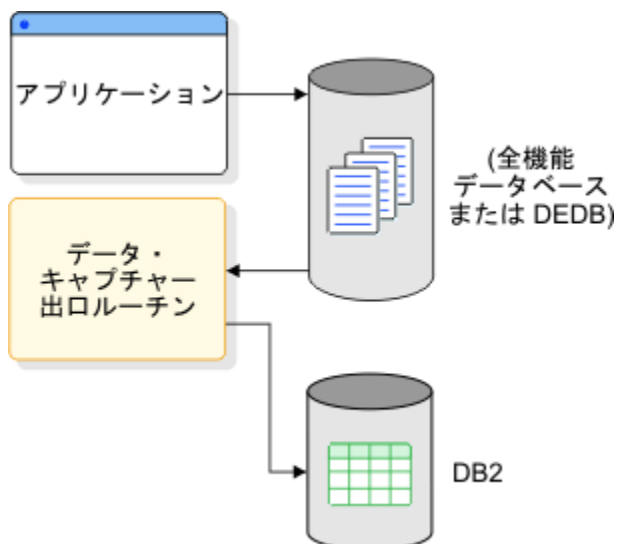 アプリケーション
(全機能
データベース
または DEDB)
データ・
キャプチャー
出口ルーチン
DB2